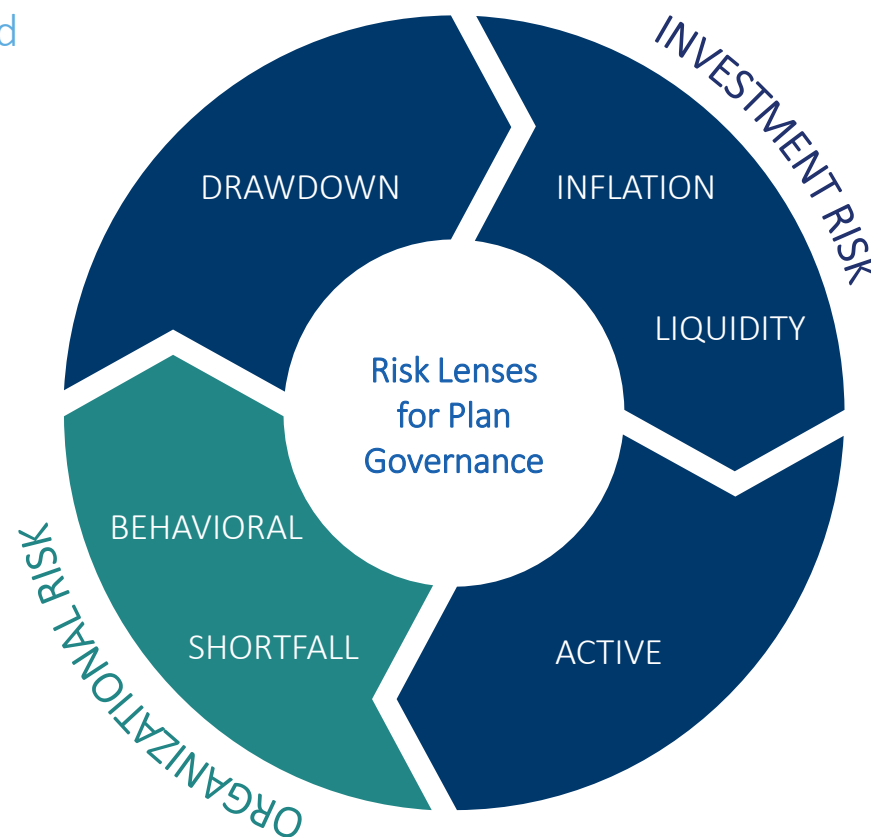 d
INVESTMENT RISK
DRAWDOWN
INFLATION
LIQUIDITY
Risk Lenses
for Plan
Governance
BEHAVIORAL
SHORTFALL
ACTIVE
ORGANIZATIONAL RISK